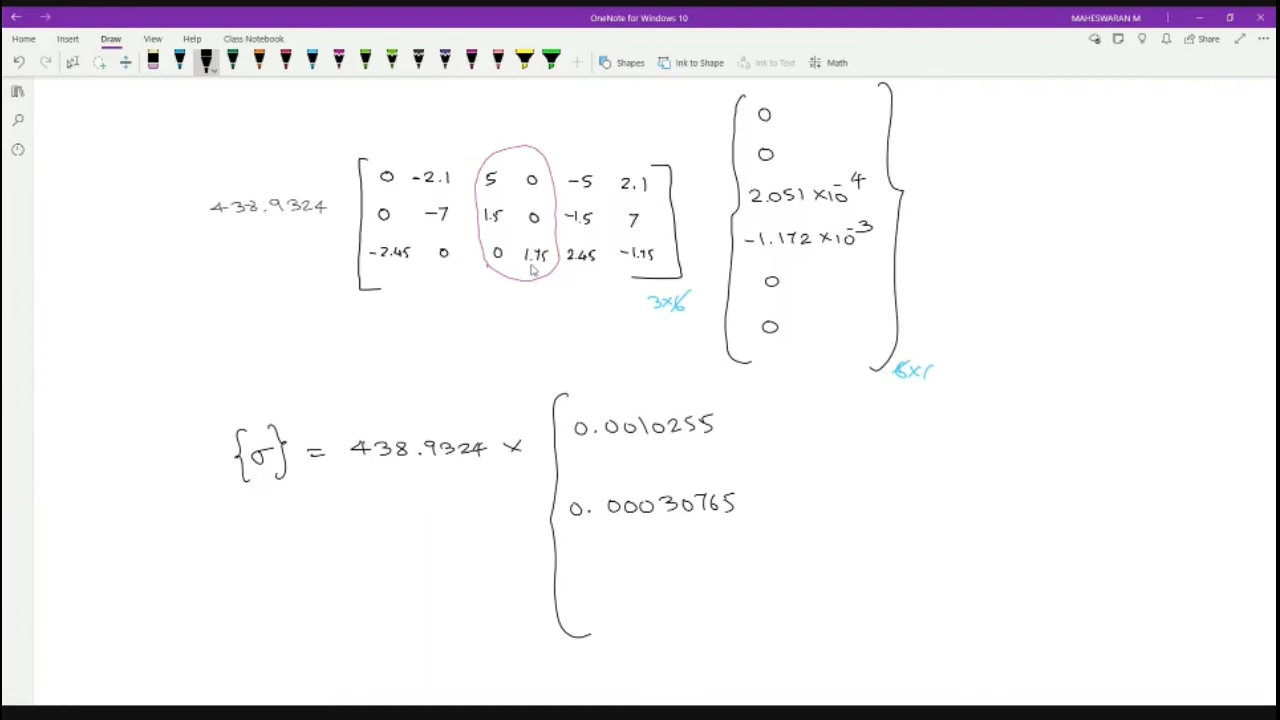 OneNote for Windows 10
MAHESWARAN M
Home Insert Draw View Help Class Notebook
Share
Shapes Ink to Shape Ink to Text Math
438.9324
0 -2.1 5 0 -5 2.1
0 -7 1.5 0 -1.5 7
-2.45 0 0 1.75 2.45 -1.75
3×6
0
0
2.051 ×10⁻⁴
-1.172 ×10⁻³
0
0
6×1
{σ} = 438.9324 ×
0.0010255
0.00030765